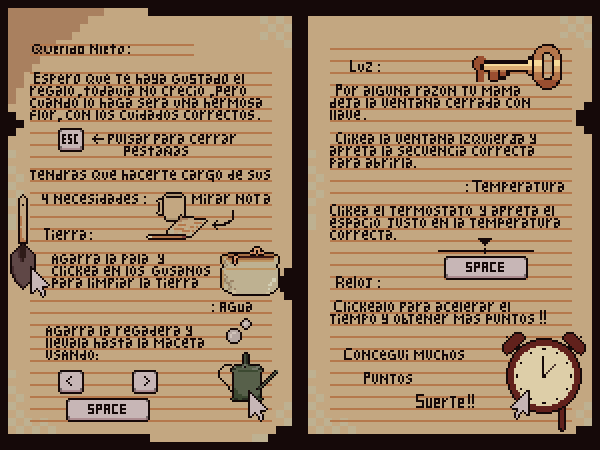 Querido Nieto:
Espero que te haya gustado el
regalo, todavia no crecio, pero
cuando lo haga sera una hermosa
flor, con los cuidados correctos.
ESC ← Pulsar para cerrar
pestañas
Tendras que hacerte cargo de sus
4 necesidades: Mirar nota
Tierra:
Agarra la pala y
clickea en los gusanos
para limpiar la tierra
: Agua
Agarra la regadera y
llevala hasta la maceta
usando:
< >
SPACE
Luz:
Por alguna razon tu mama
deja la ventana cerrada con
llave.
Clikea la ventana izquierda y
apreta la secuencia correcta
para abrirla.
: Temperatura
Clikea el termostato y apreta el
espacio justo en la temperatura
correcta.
SPACE
Reloj:
Clickealo para acelerar el
tiempo y obtener mas puntos!!
Concegui muchos
Puntos
Suerte!!